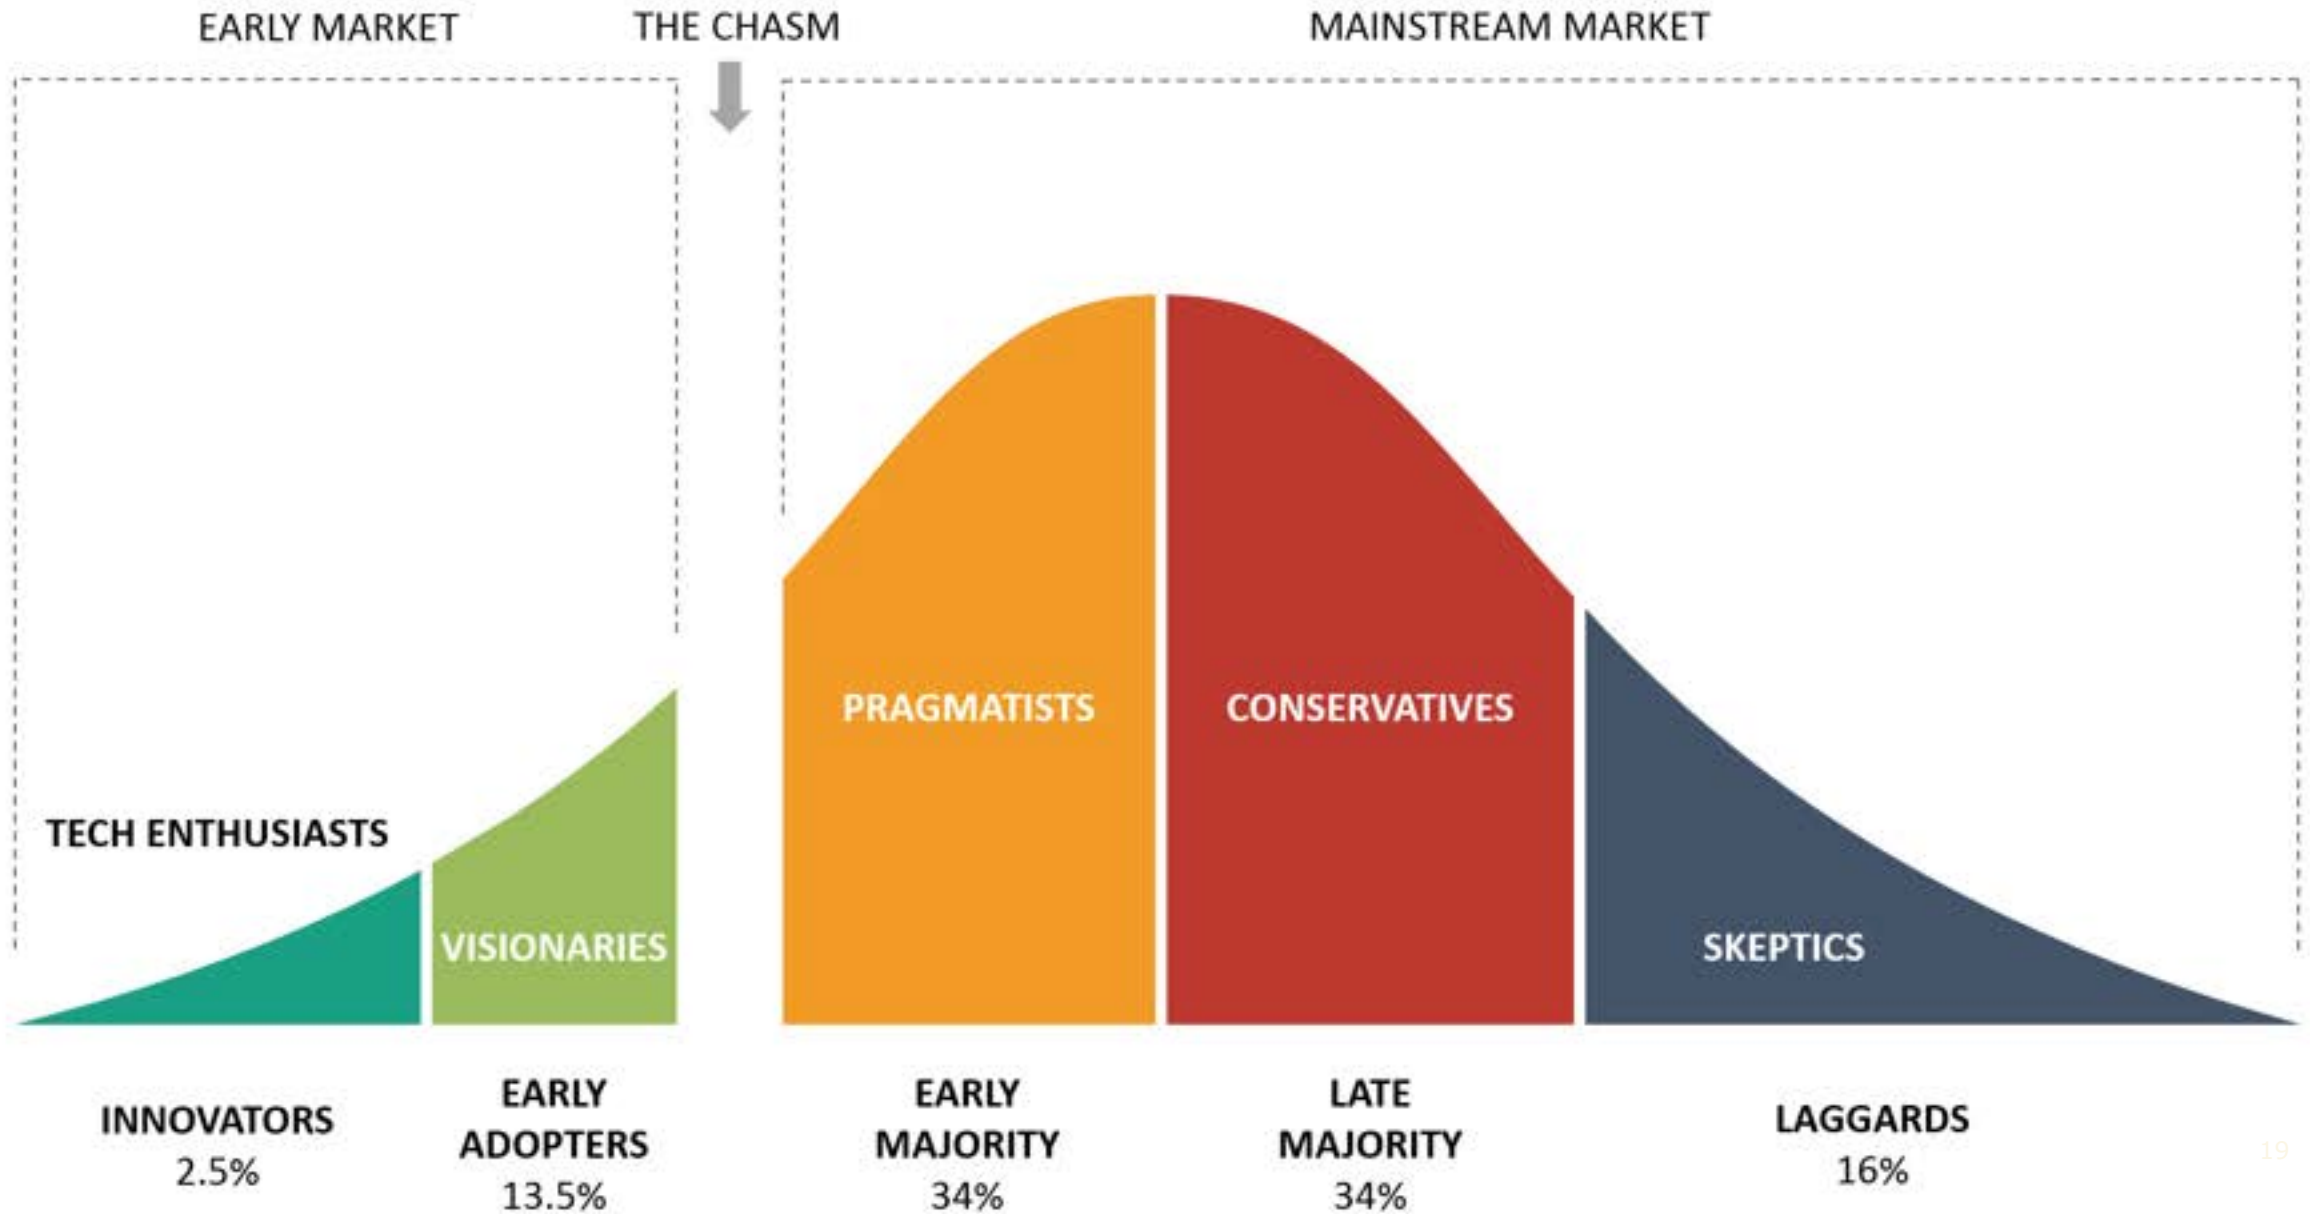 EARLY MARKET
THE CHASM
MAINSTREAM MARKET
TECH ENTHUSIASTS
VISIONARIES
PRAGMATISTS
CONSERVATIVES
SKEPTICS
INNOVATORS
2.5%
EARLY
ADOPTERS
13.5%
EARLY
MAJORITY
34%
LATE
MAJORITY
34%
LAGGARDS
16%
19